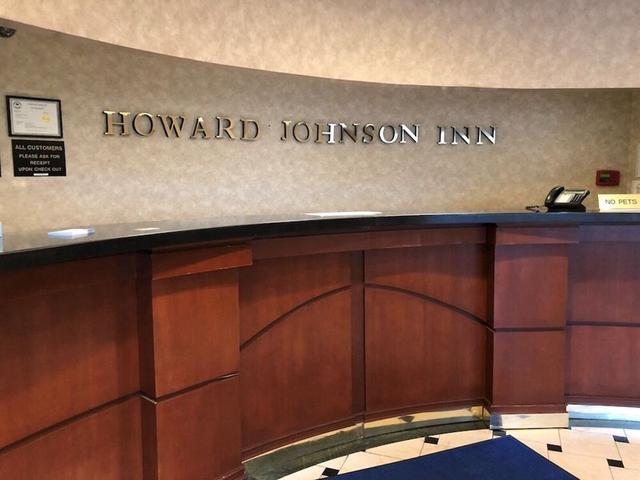 HOWARD JOHNSON INN
ALL CUSTOMERS
PLEASE ASK FOR
RECEIPT
UPON CHECK OUT
NO PETS